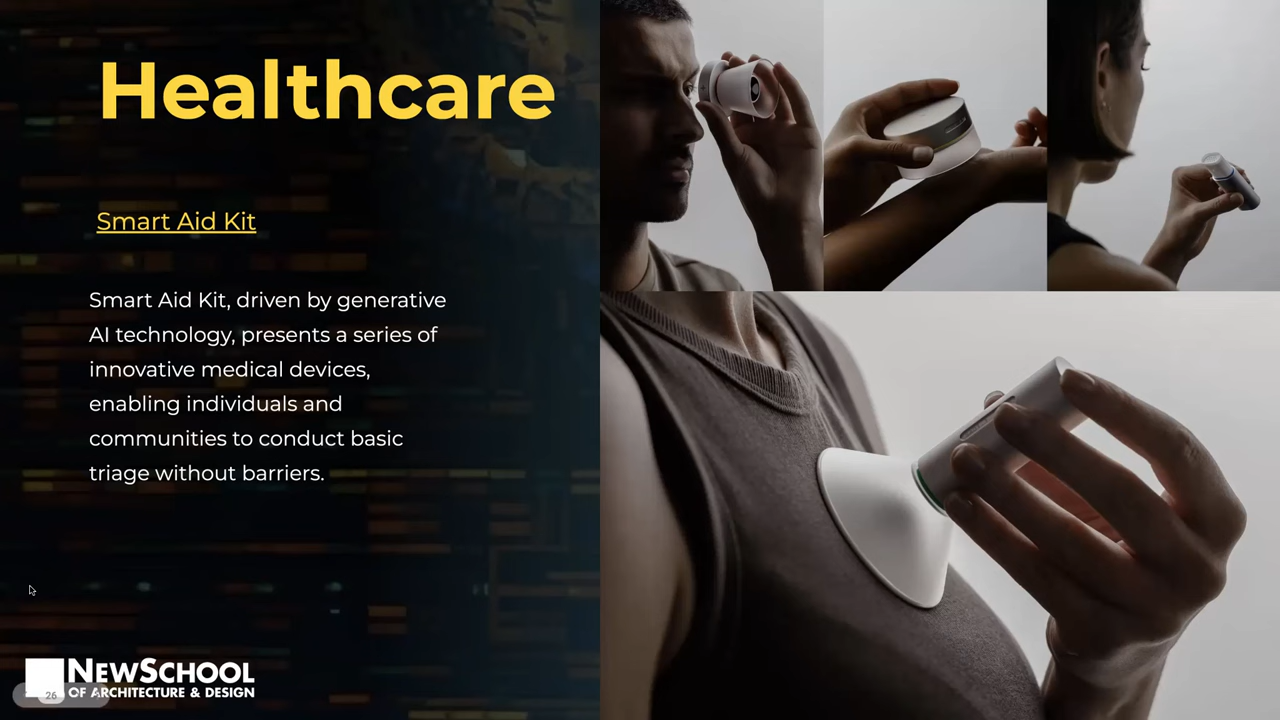 Healthcare
Smart Aid Kit
Smart Aid Kit, driven by generative
AI technology, presents a series of
innovative medical devices,
enabling individuals and
communities to conduct basic
triage without barriers.
NEWSCHOOL
OF ARCHITECTURE & DESIGN
26